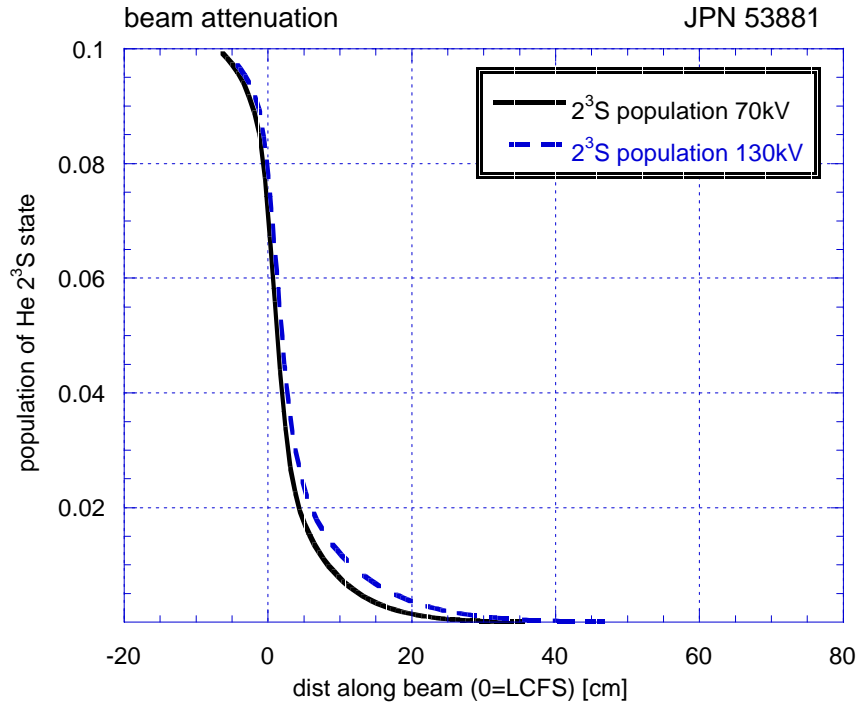 beam attenuation JPN 53881
0.1
2³S population 70kV
2³S population 130kV
0.08
0.06
0.04
0.02
population of He 2³S state
-20 0 20 40 60 80
dist along beam (0=LCFS) [cm]